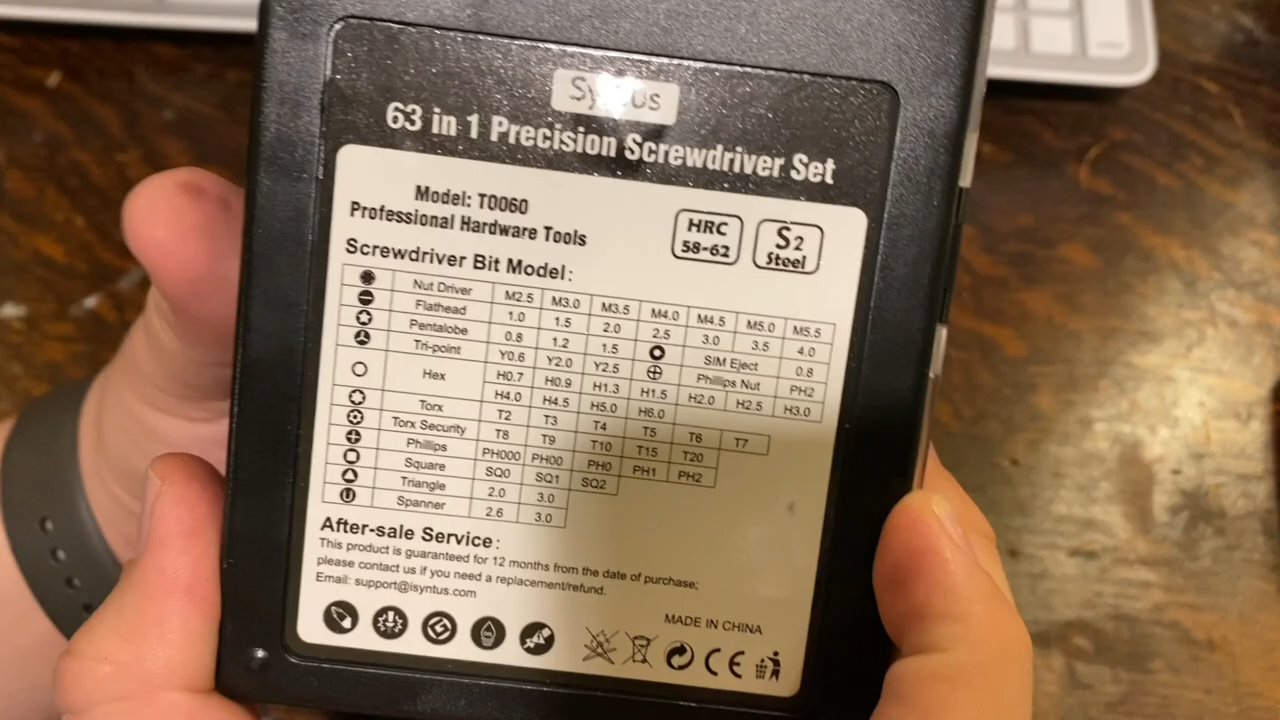 Syntus
63 in 1 Precision Screwdriver Set
Model: T0060
Professional Hardware Tools
HRC
58-62
S2
Steel
Screwdriver Bit Model:
Nut Driver M2.5 M3.0 M3.5 M4.0 M4.5 M5.0 M5.5
Flathead 1.0 1.5 2.0 2.5 3.0 3.5 4.0
Pentalobe 0.8 1.2 1.5 SIM Eject 0.8
Tri-point Y0.6 Y2.0 Y2.5 Phillips Nut PH2
Hex H0.7 H0.9 H1.3 H1.5 H2.0 H2.5 H3.0
H4.0 H4.5 H5.0 H6.0
Torx T2 T3 T4 T5 T6 T7
Torx Security T8 T9 T10 T15 T20
Phillips PH000 PH00 PH0 PH1 PH2
Square SQ0 SQ1 SQ2
Triangle 2.0 3.0
Spanner 2.6 3.0
After-sale Service:
This product is guaranteed for 12 months from the date of purchase;
please contact us if you need a replacement/refund.
Email: support@isyntus.com
MADE IN CHINA
CE